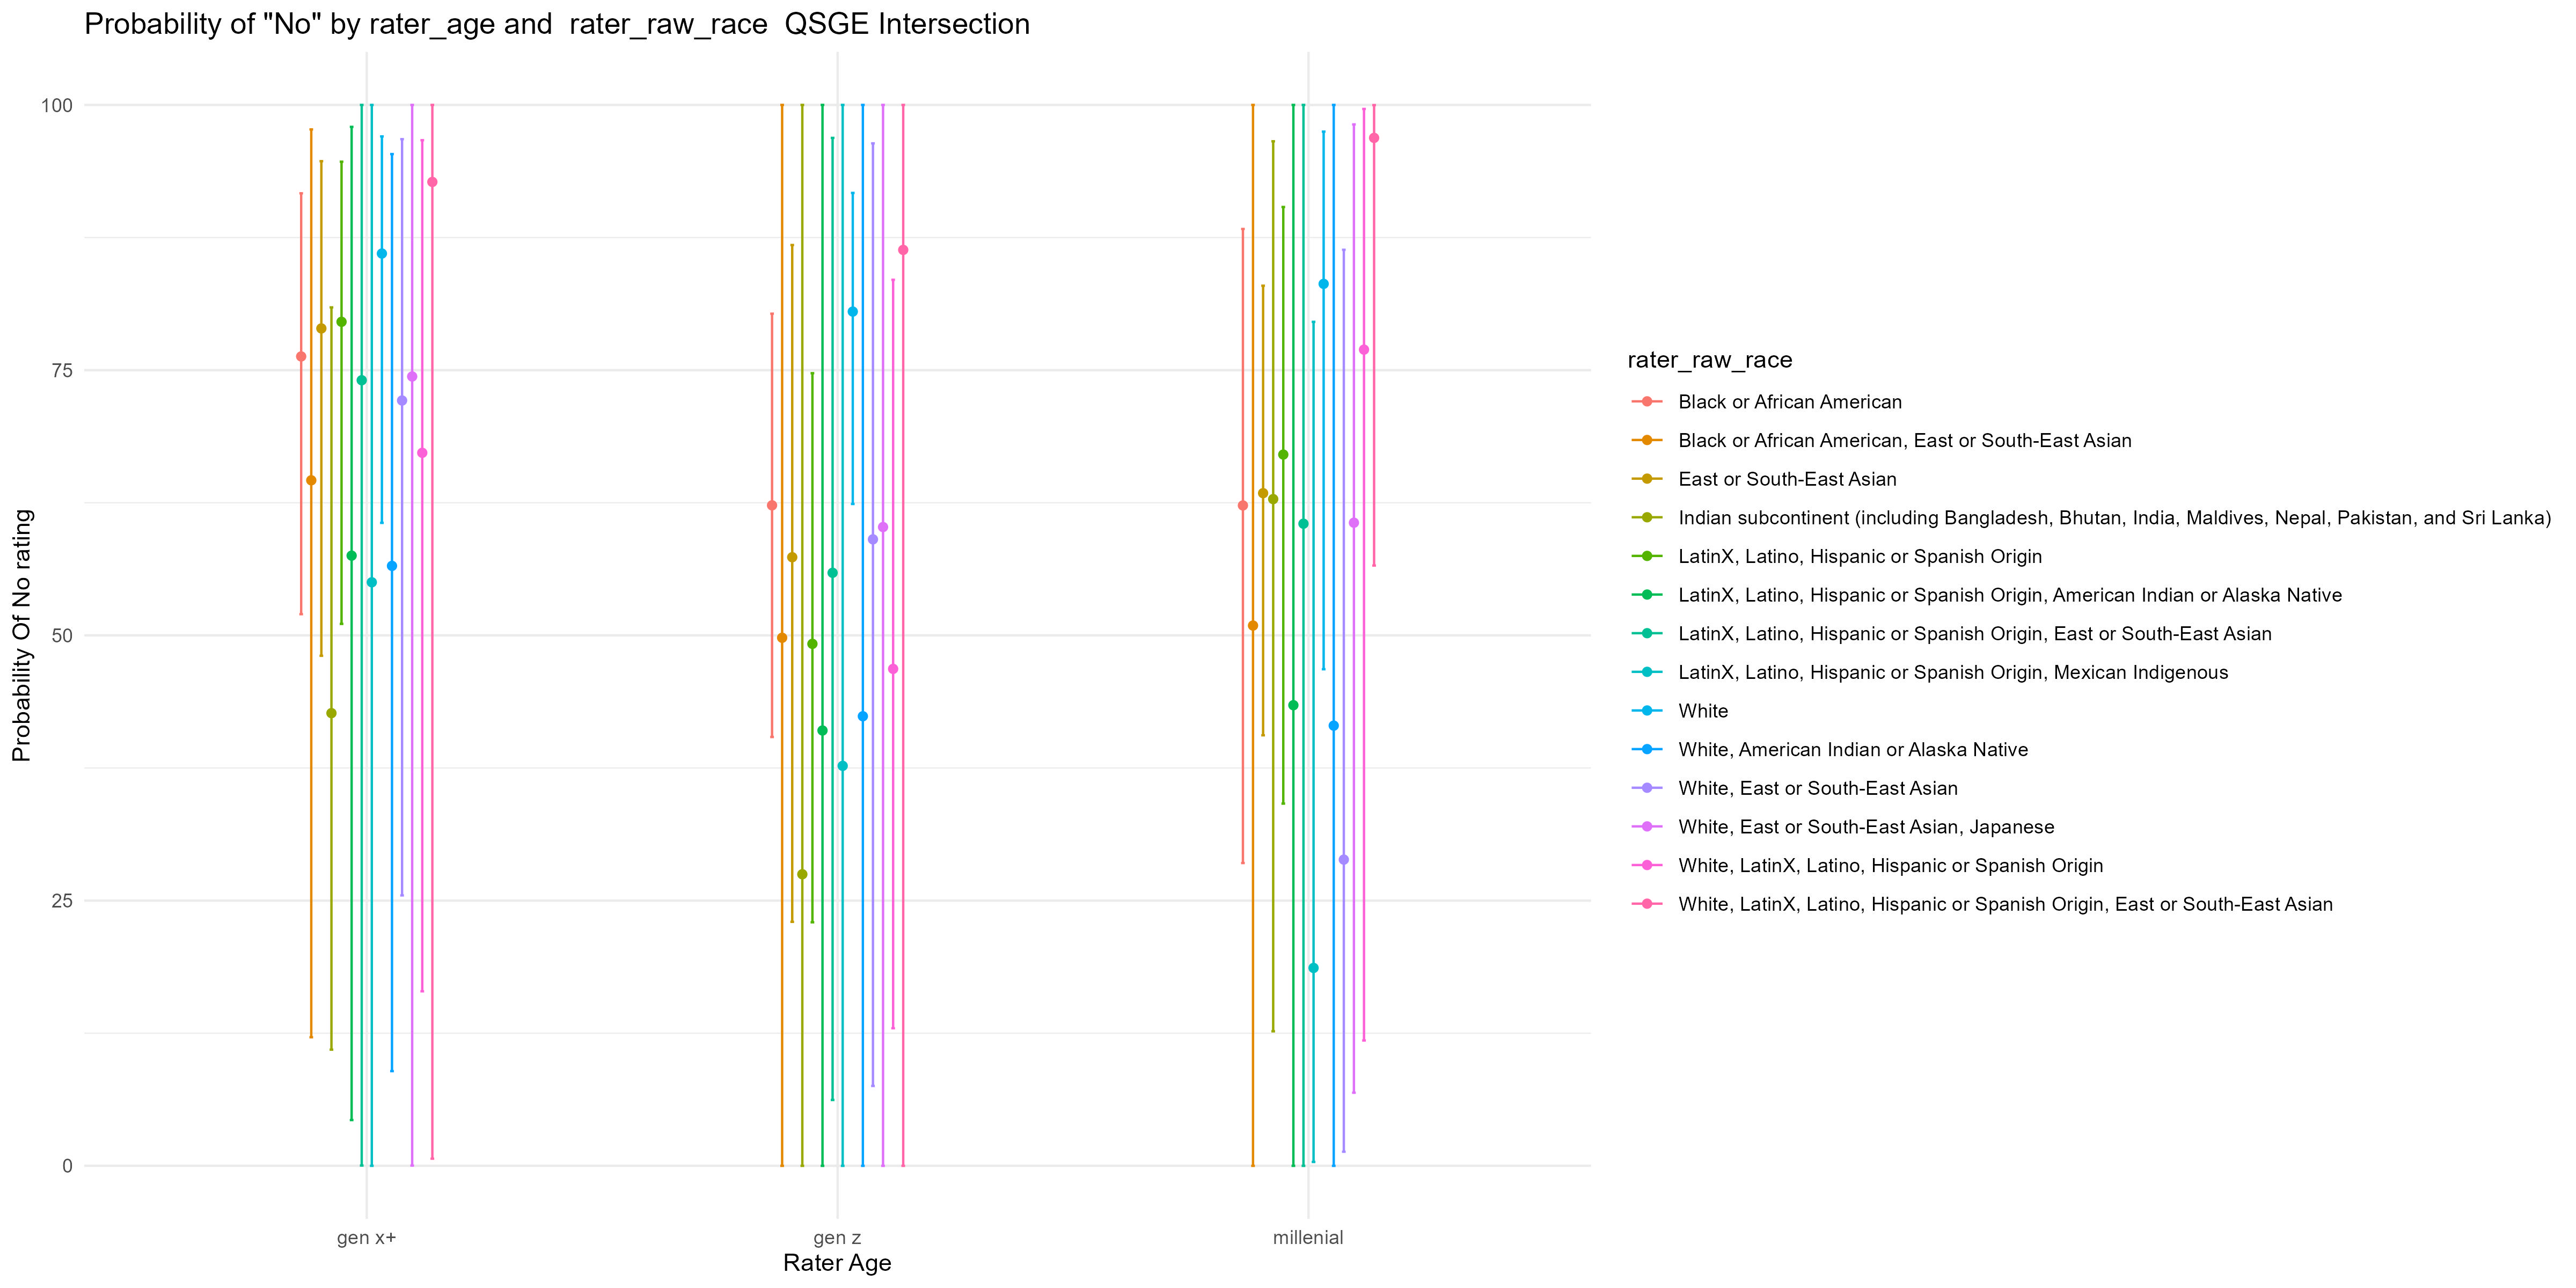 Probability of "No" by rater_age and  rater_raw_race  QSGE Intersection
Probability Of No rating
100
75
50
25
0
gen x+
gen z
millenial
Rater Age
rater_raw_race
Black or African American
Black or African American, East or South-East Asian
East or South-East Asian
Indian subcontinent (including Bangladesh, Bhutan, India, Maldives, Nepal, Pakistan, and Sri Lanka)
LatinX, Latino, Hispanic or Spanish Origin
LatinX, Latino, Hispanic or Spanish Origin, American Indian or Alaska Native
LatinX, Latino, Hispanic or Spanish Origin, East or South-East Asian
LatinX, Latino, Hispanic or Spanish Origin, Mexican Indigenous
White
White, American Indian or Alaska Native
White, East or South-East Asian
White, East or South-East Asian, Japanese
White, LatinX, Latino, Hispanic or Spanish Origin
White, LatinX, Latino, Hispanic or Spanish Origin, East or South-East Asian